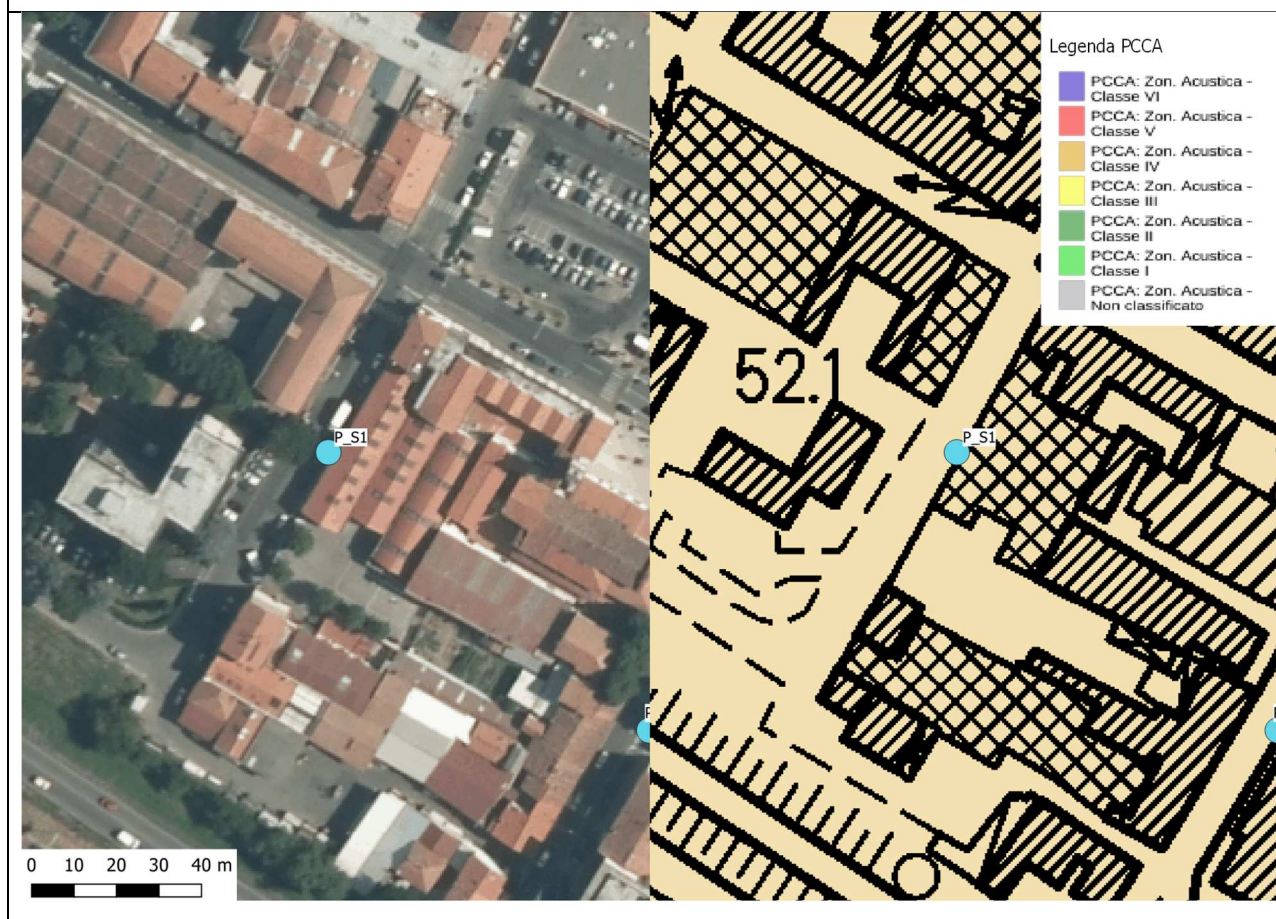 Legenda PCCA
PCCA: Zon. Acustica -
Classe VI
PCCA: Zon. Acustica -
Classe V
PCCA: Zon. Acustica -
Classe IV
PCCA: Zon. Acustica -
Classe III
PCCA: Zon. Acustica -
Classe II
PCCA: Zon. Acustica -
Classe I
PCCA: Zon. Acustica -
Non classificato
52.1
P_S1
P_S1
0 10 20 30 40 m